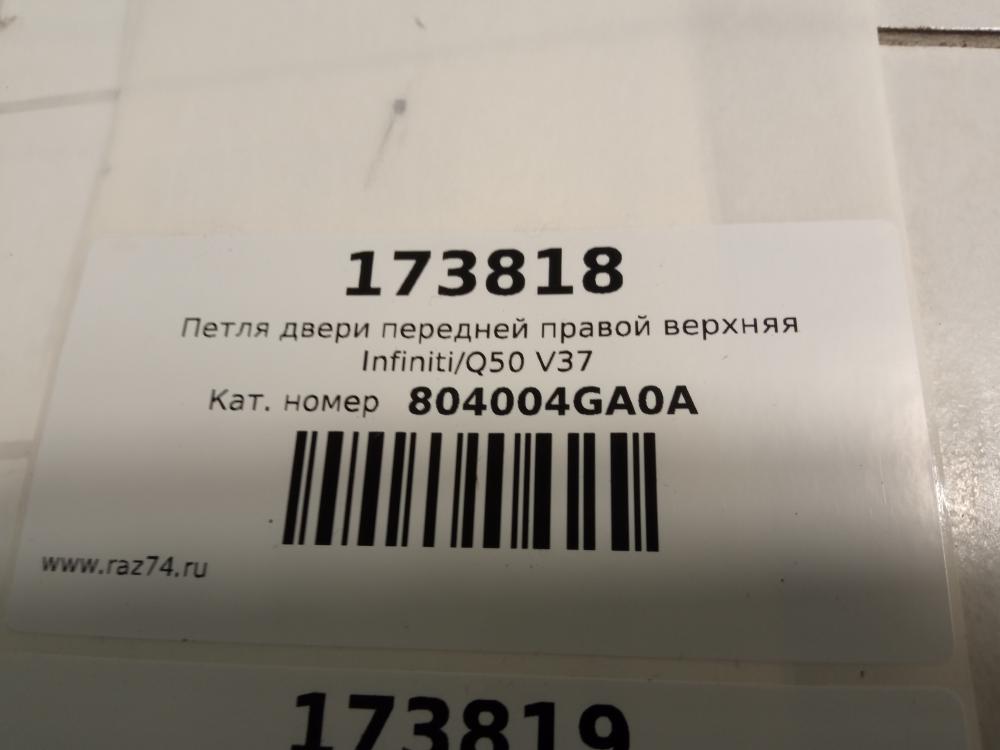 173818
Петля двери передней правой верхняя
Infiniti/Q50 V37
Кат. номер 804004GA0A
www.raz74.ru
173819